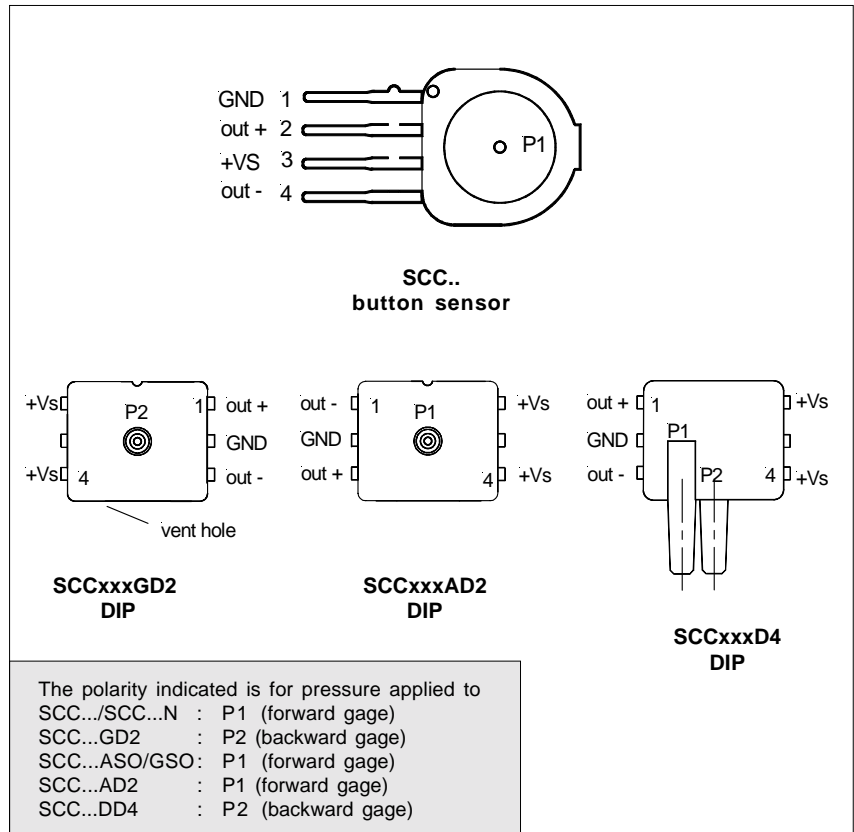 GND 1
out + 2
+VS 3
out - 4
P1
SCC..
button sensor
+Vs P2 1 out +
GND
+Vs 4 out -
vent hole
SCCxxxGD2
DIP
out - 1 P1 +Vs
GND
out + 4 +Vs
SCCxxxAD2
DIP
out + 1 +Vs
GND P1
out - P2 4 +Vs
SCCxxxD4
DIP
The polarity indicated is for pressure applied to
SCC.../SCC...N : P1 (forward gage)
SCC...GD2 : P2 (backward gage)
SCC...ASO/GSO : P1 (forward gage)
SCC...AD2 : P1 (forward gage)
SCC...DD4 : P2 (backward gage)